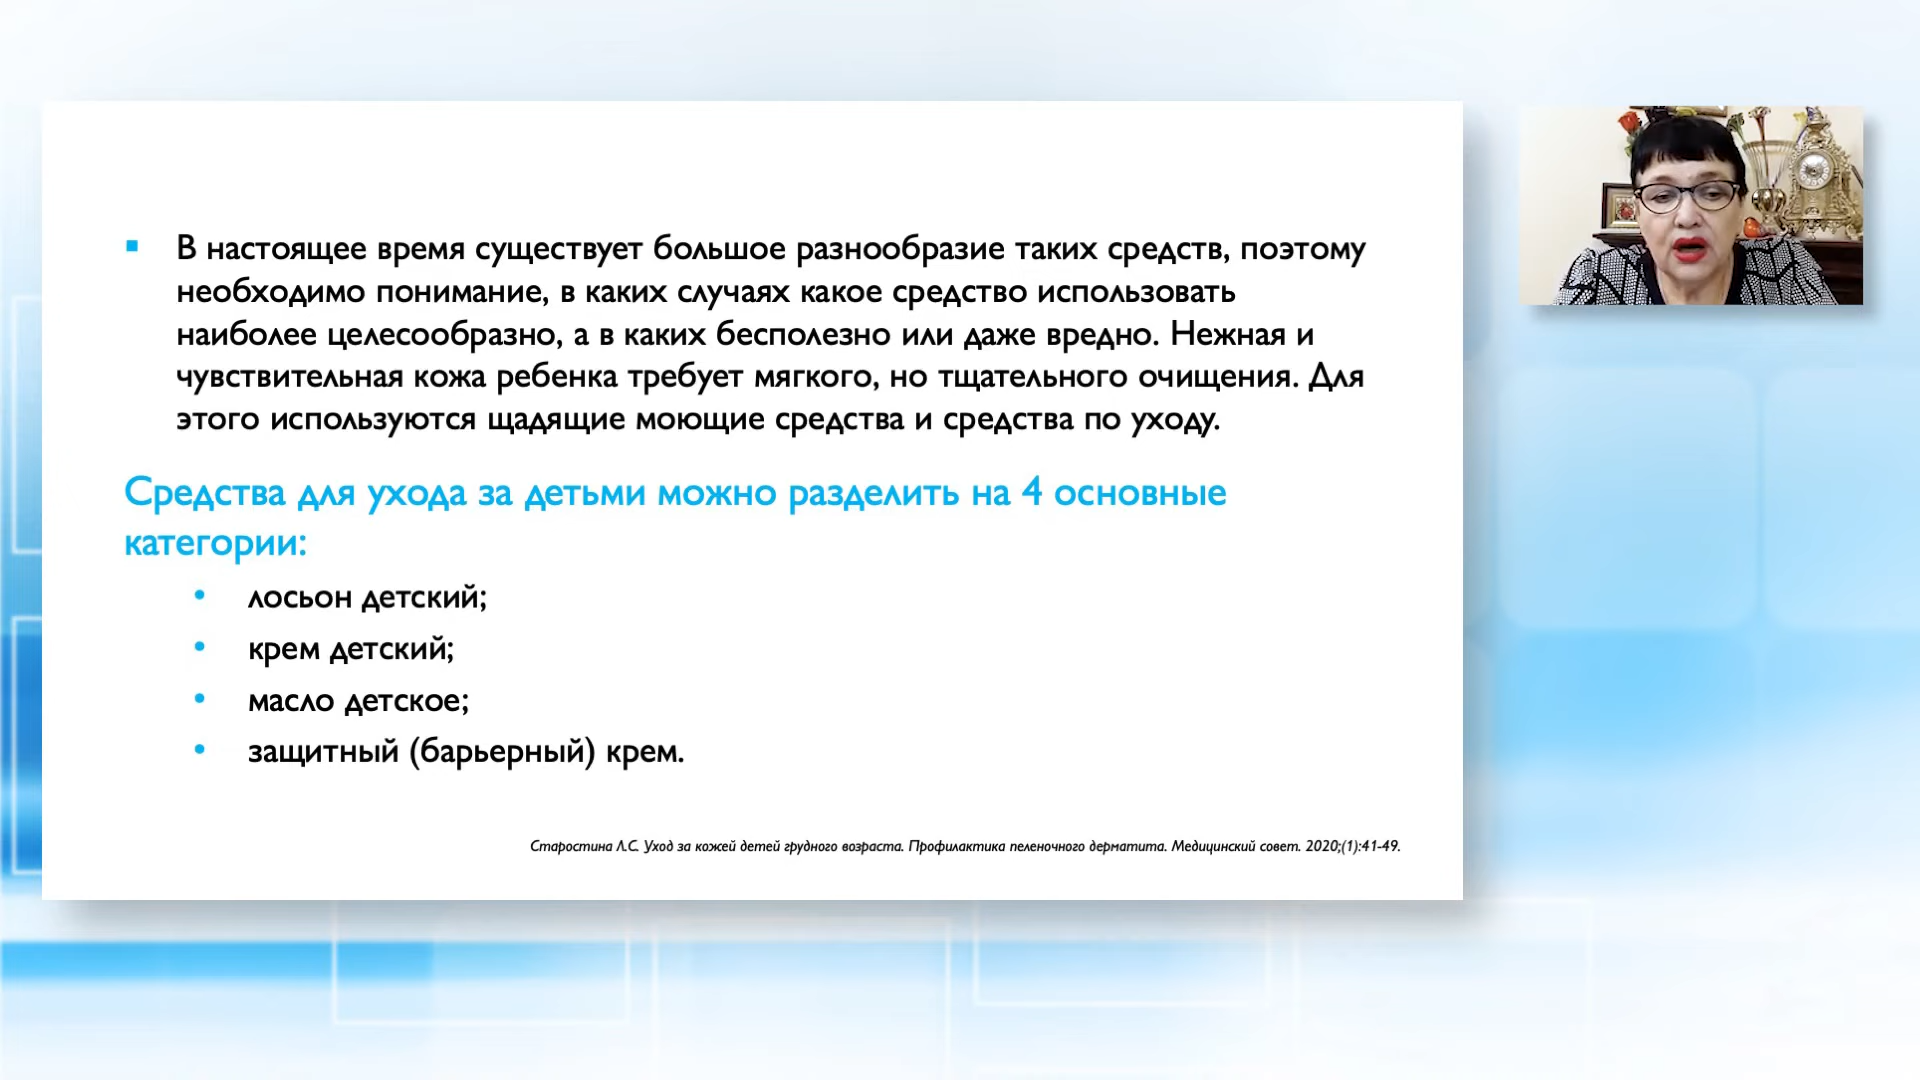 В настоящее время существует большое разнообразие таких средств, поэтому
необходимо понимание, в каких случаях какое средство использовать
наиболее целесообразно, а в каких бесполезно или даже вредно. Нежная и
чувствительная кожа ребенка требует мягкого, но тщательного очищения. Для
этого используются щадящие моющие средства и средства по уходу.
Средства для ухода за детьми можно разделить на 4 основные
категории:
лосьон детский;
крем детский;
масло детское;
защитный (барьерный) крем.
Старостина Л.С. Уход за кожей детей грудного возраста. Профилактика пеленочного дерматита. Медицинский совет. 2020;(1):41-49.